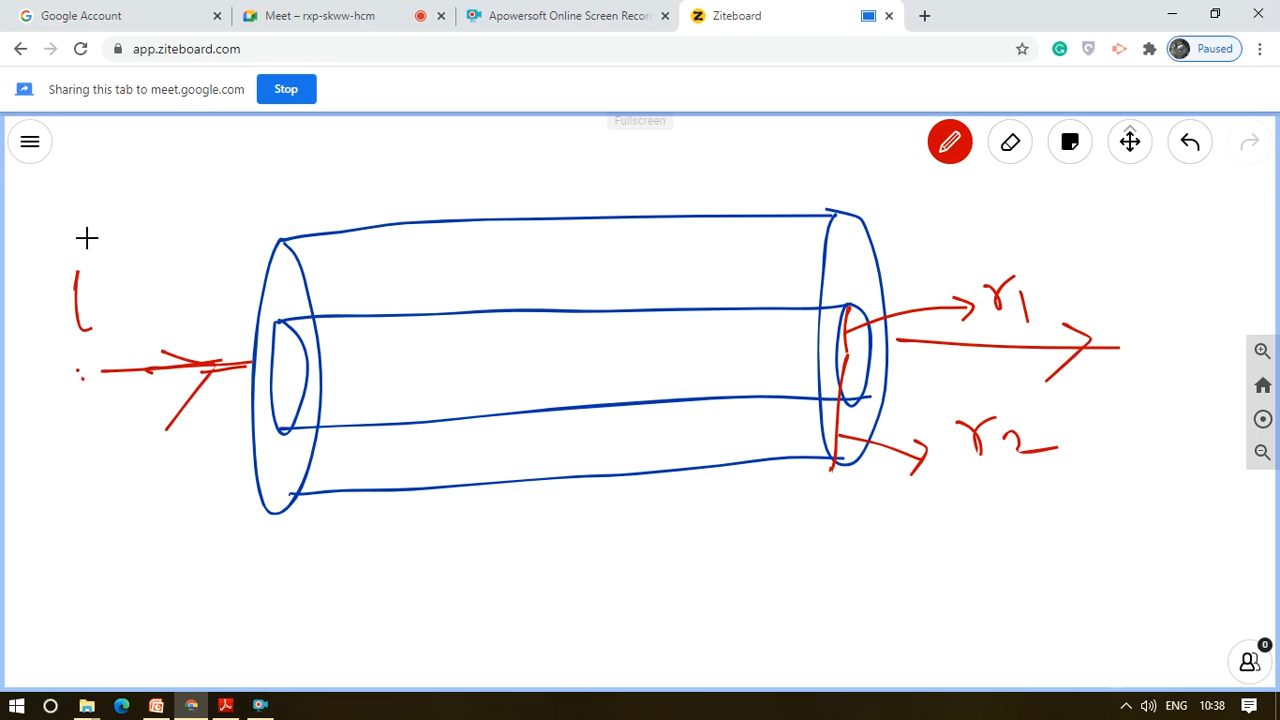 Google Account
Meet – rxp-skww-hcm
Apowersoft Online Screen Recor
Ziteboard
app.ziteboard.com
Paused
Sharing this tab to meet.google.com
Stop
Fullscreen
r1
r2
0
ENG
10:38